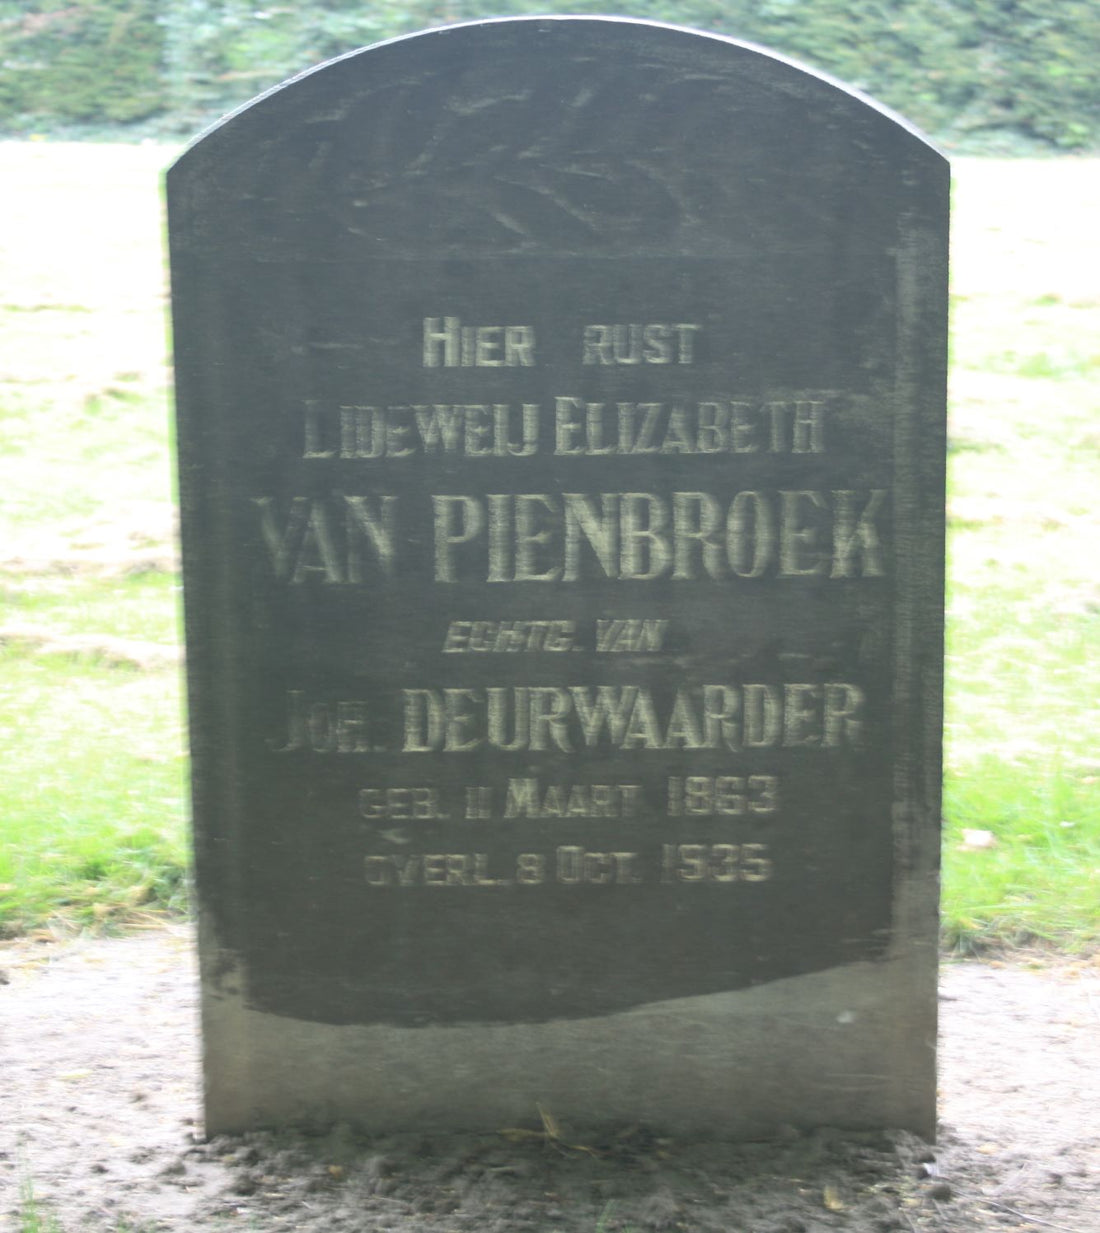 HIER RUST
LIDEWEIJ ELIZABETH
VAN PIENBROEK
ECHTG. VAN
JOH. DEURWAARDER
GEB. 11 MAART 1863
OVERL. 8 OCT. 1935